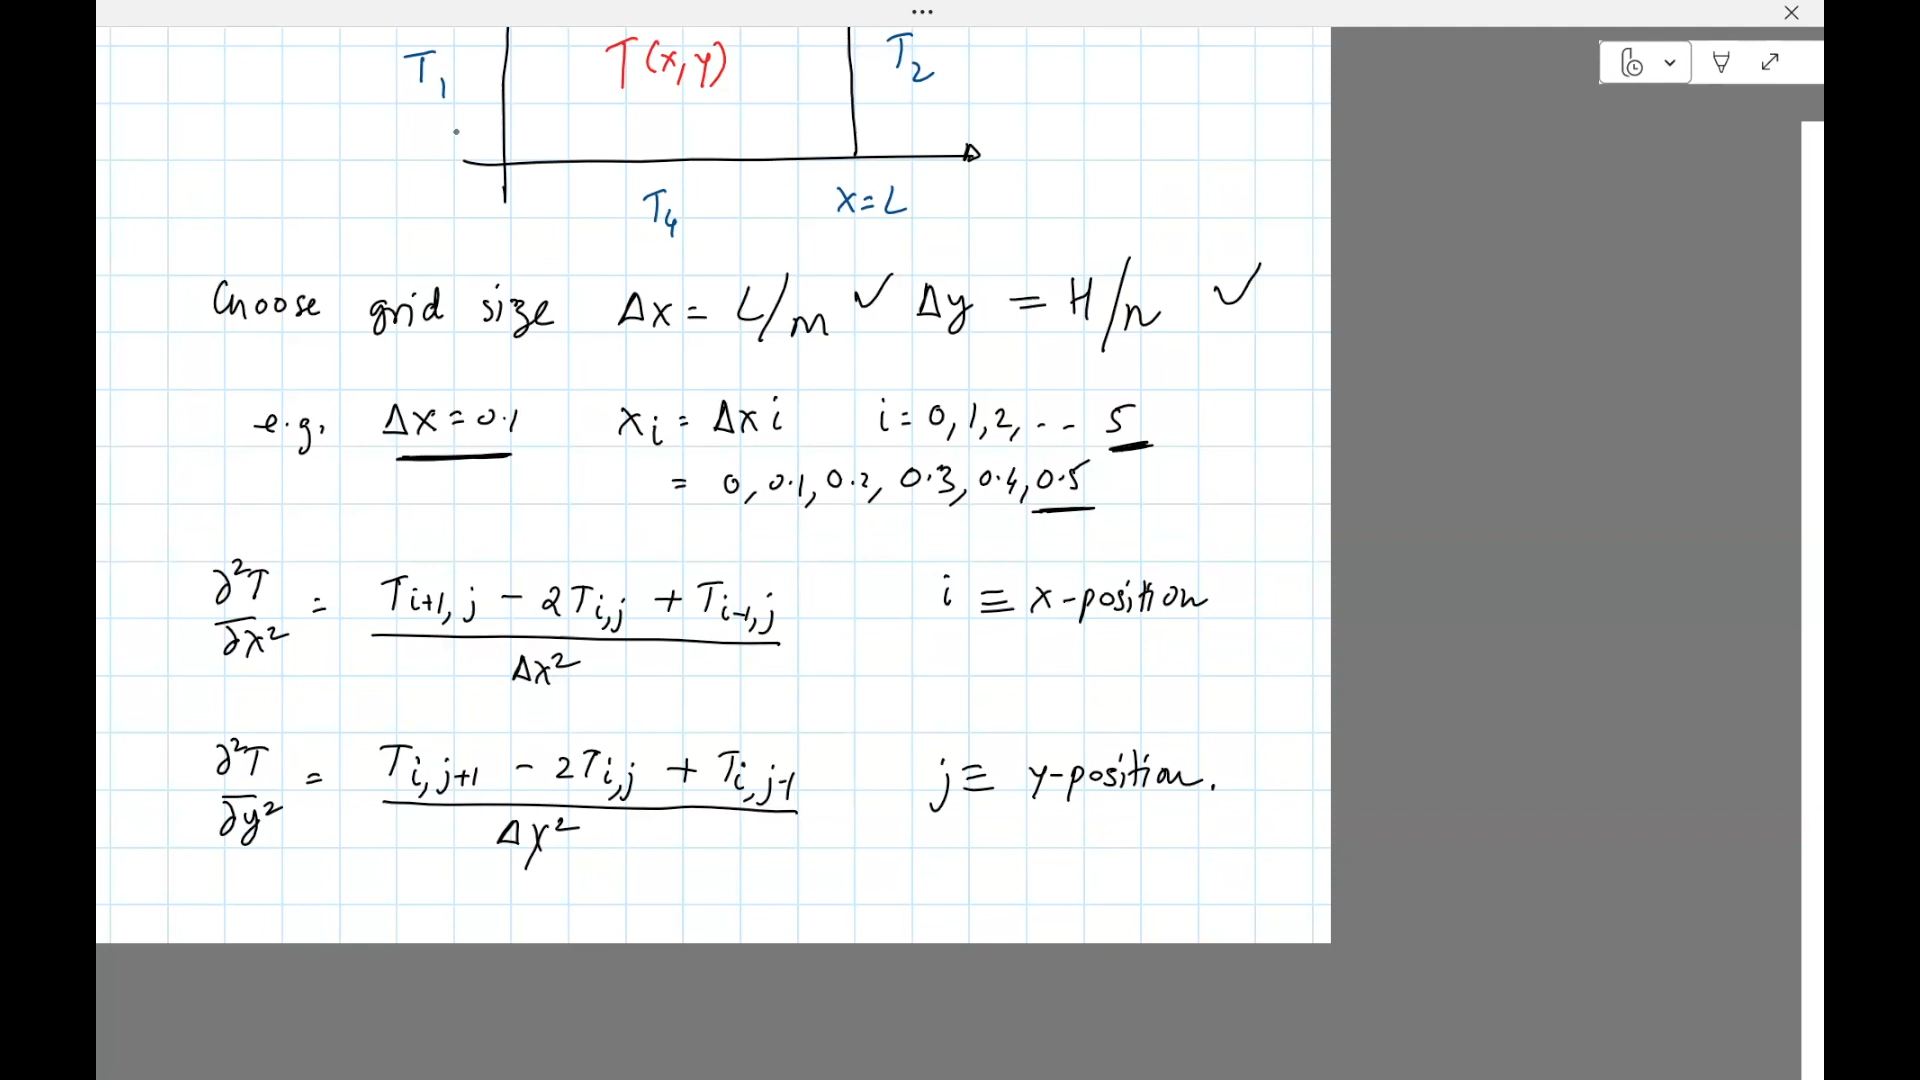 T₁ T(x,y) T₂
T₄ x=L
Choose grid size Δx = L/m ✓ Δy = H/n ✓
e.g. Δx = 0.1 xᵢ = Δx i i = 0, 1, 2, .. 5
= 0, 0.1, 0.2, 0.3, 0.4, 0.5
∂²T/∂x² = (Tᵢ₊₁,ⱼ - 2Tᵢ,ⱼ + Tᵢ₋₁,ⱼ)/Δx² i ≡ x-position
∂²T/∂y² = (Tᵢ,ⱼ₊₁ - 2Tᵢ,ⱼ + Tᵢ,ⱼ₋₁)/Δy² j ≡ y-position.